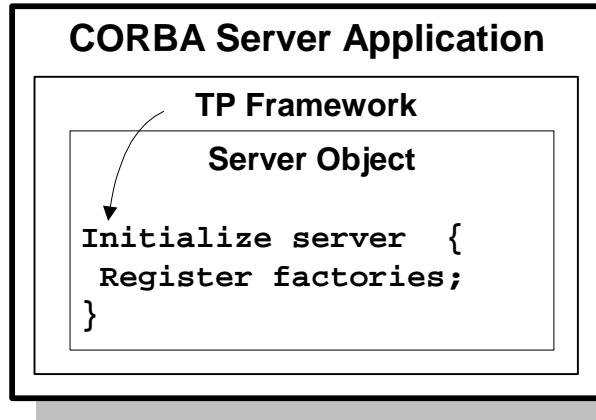 CORBA Server Application
TP Framework
Server Object
Initialize server  {
 Register factories;
}